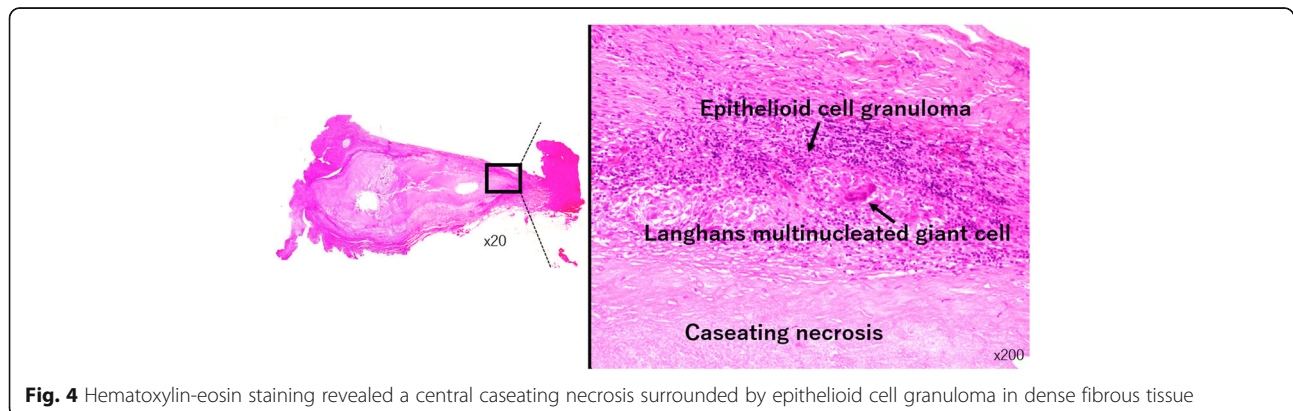 Epithelioid cell granuloma
Langhans multinucleated giant cell
x20
Caseating necrosis
x200
Fig. 4 Hematoxylin-eosin staining revealed a central caseating necrosis surrounded by epithelioid cell granuloma in dense fibrous tissue